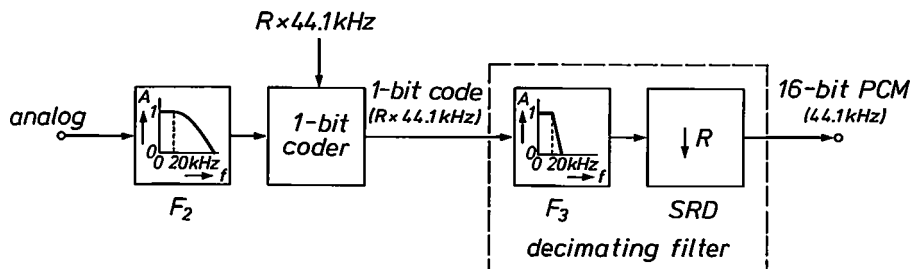 R×44.1kHz
analog
A
1
0
0 20kHz
f
F2
1-bit
coder
1-bit code
(R×44.1kHz)
A
1
0
0 20kHz
f
F3
↓ R
SRD
decimating filter
16-bit PCM
(44.1kHz)